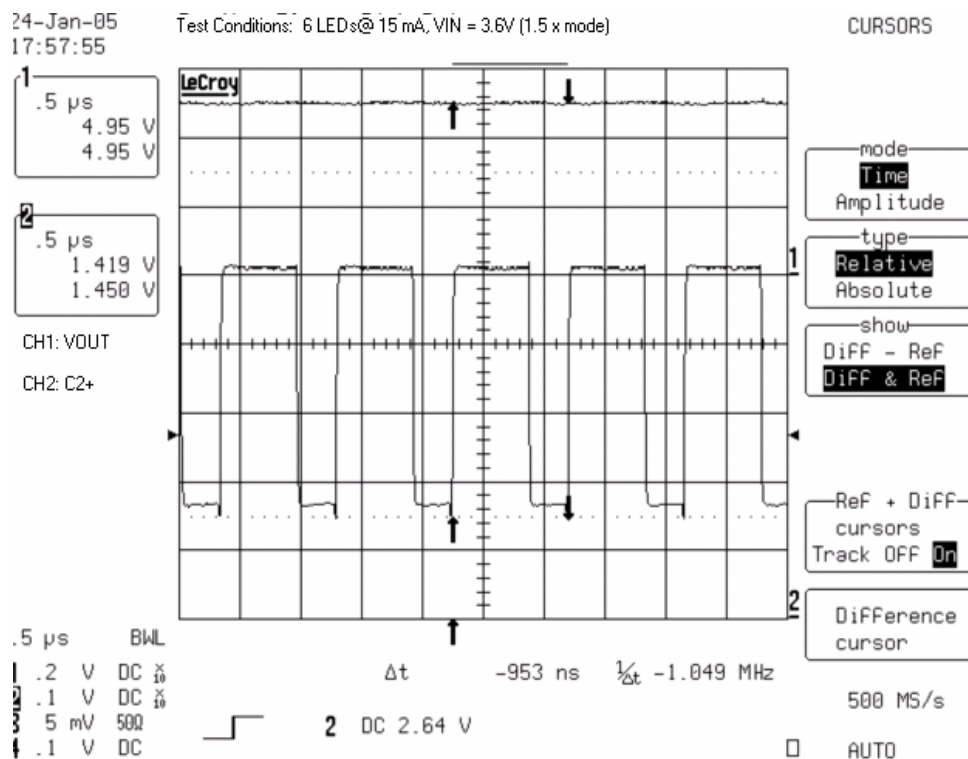 24-Jan-05
17:57:55
Test Conditions: 6 LEDs@ 15 mA, VIN = 3.6V (1.5 x mode)
CURSORS
1
.5 µs
4.95 V
4.95 V
2
.5 µs
1.419 V
1.450 V
CH1: VOUT
CH2: C2+
LeCroy
1
2
mode
Time
Amplitude
type
Relative
Absolute
show
Diff - Ref
Diff & Ref
Ref + Diff
cursors
Track OFF On
Difference
cursor
.5 µs BWL
1 .2 V DC X10
2 .1 V DC X10
3 5 mV 50Ω
4 .1 V DC
Δt -953 ns 1/Δt -1.049 MHz
2 DC 2.64 V
500 MS/s
AUTO